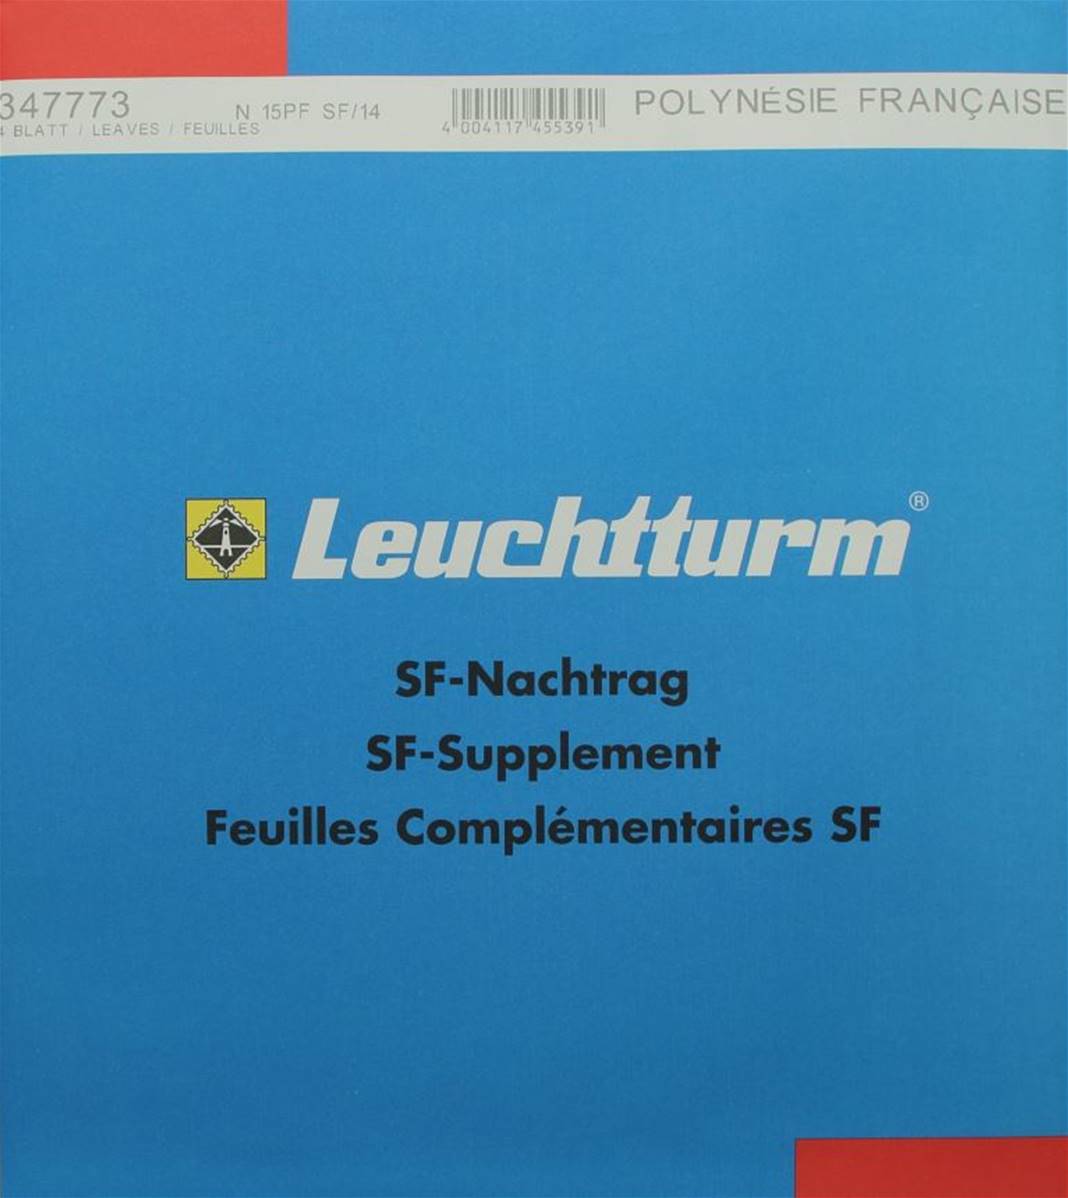 347773 N 15PF SF/14 POLYNÉSIE FRANÇAISE
4 BLATT / LEAVES / FEUILLES
4 004117 455391
Leuchtturm®
SF-Nachtrag
SF-Supplement
Feuilles Complémentaires SF